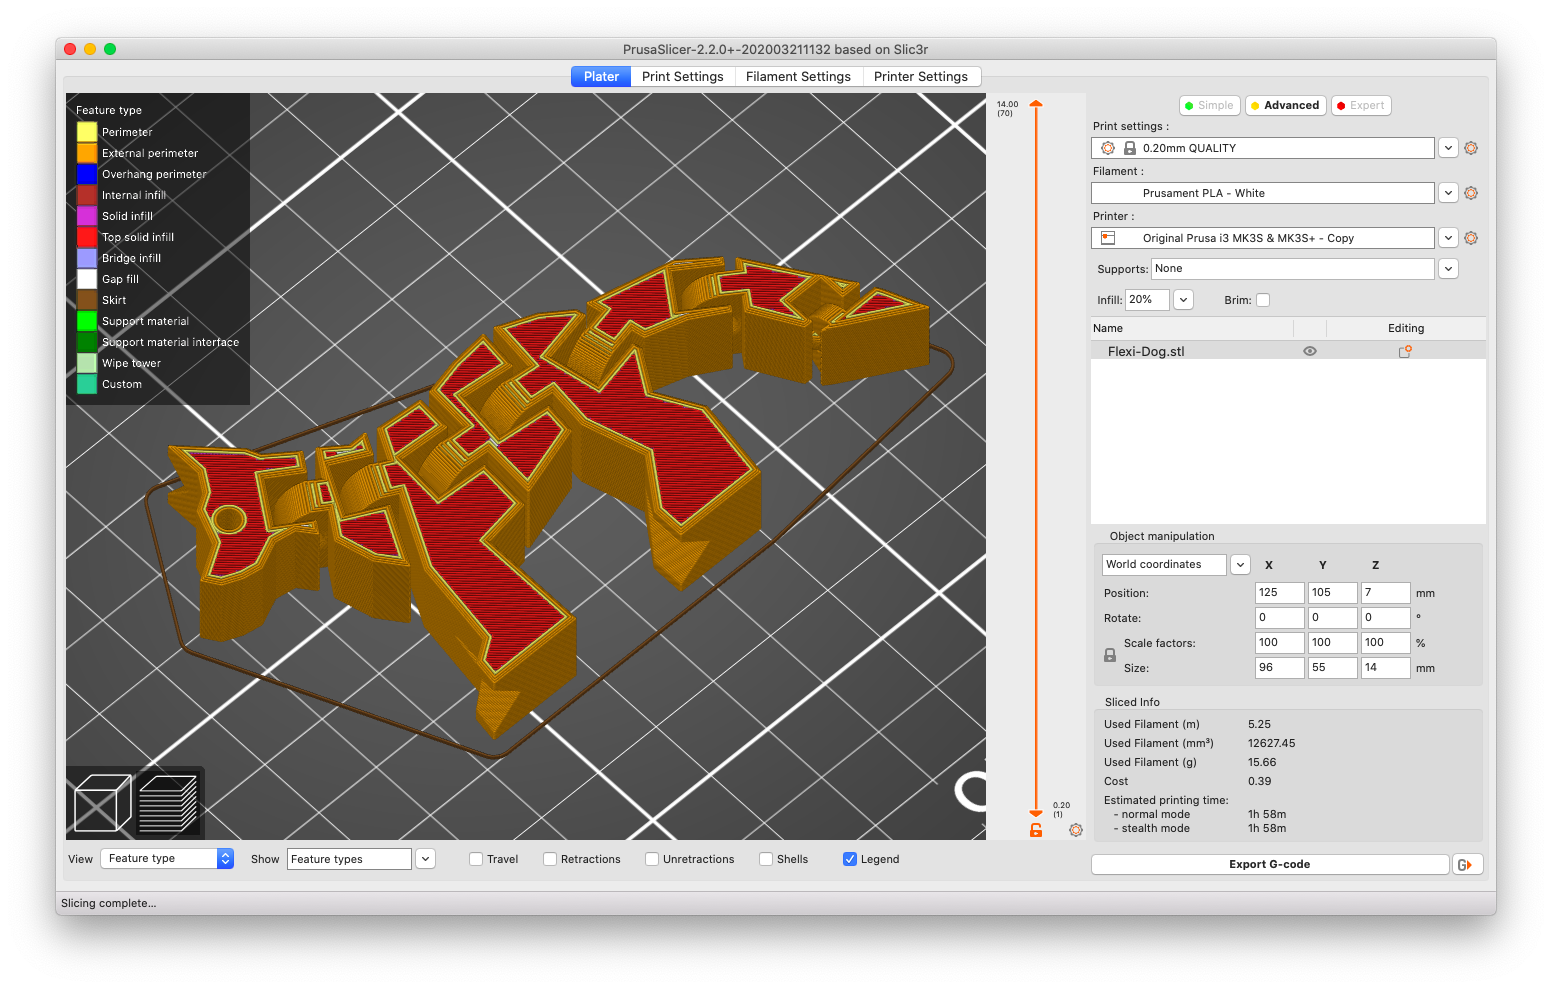 PrusaSlicer-2.2.0+-202003211132 based on Slic3r
Plater Print Settings Filament Settings Printer Settings
Feature type
Perimeter
External perimeter
Overhang perimeter
Internal infill
Solid infill
Top solid infill
Bridge infill
Gap fill
Skirt
Support material
Support material interface
Wipe tower
Custom
14.00
(70)
0.20
(1)
Simple Advanced Expert
Print settings :
0.20mm QUALITY
Filament :
Prusament PLA - White
Printer :
Original Prusa i3 MK3S & MK3S+ - Copy
Supports: None
Infill: 20% Brim:
Name Editing
Flexi-Dog.stl
Object manipulation
World coordinates X Y Z
Position: 125 105 7 mm
Rotate: 0 0 0 °
Scale factors: 100 100 100 %
Size: 96 55 14 mm
Sliced Info
Used Filament (m) 5.25
Used Filament (mm³) 12627.45
Used Filament (g) 15.66
Cost 0.39
Estimated printing time:
- normal mode 1h 58m
- stealth mode 1h 58m
View Feature type Show Feature types Travel Retractions Unretractions Shells Legend
Export G-code G
Slicing complete...